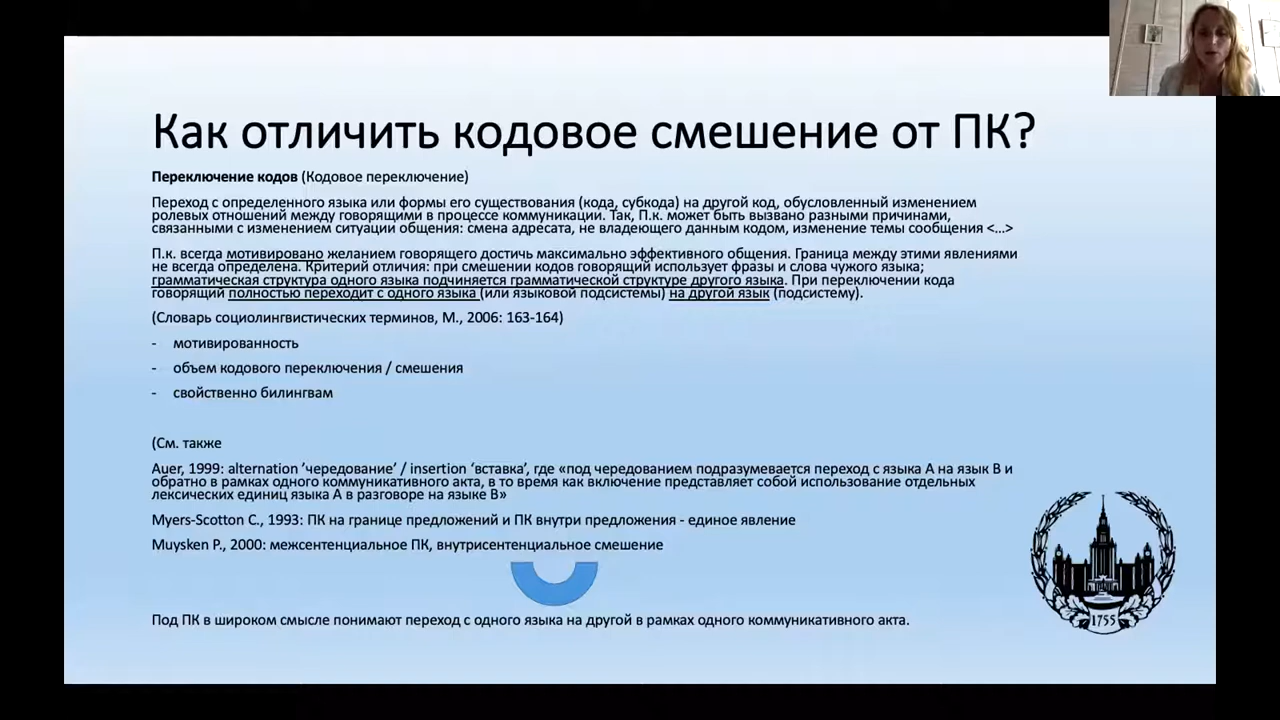 Как отличить кодовое смешение от ПК?
Переключение кодов (Кодовое переключение)
Переход с определенного языка или формы его существования (кода, субкода) на другой код, обусловленный изменением
ролевых отношений между говорящими в процессе коммуникации. Так, П.к. может быть вызвано разными причинами,
связанными с изменением ситуации общения: смена адресата, не владеющего данным кодом, изменение темы сообщения <...>
П.к. всегда мотивировано желанием говорящего достичь максимально эффективного общения. Граница между этими явлениями
не всегда определена. Критерий отличия: при смешении кодов говорящий использует фразы и слова чужого языка;
грамматическая структура одного языка подчиняется грамматической структуре другого языка. При переключении кода
говорящий полностью переходит с одного языка (или языковой подсистемы) на другой язык (подсистему).
(Словарь социолингвистических терминов, М., 2006: 163-164)
- мотивированность
- объем кодового переключения / смешения
- свойственно билингвам
(См. также
Auer, 1999: alternation ’чередование’ / insertion ‘вставка’, где «под чередованием подразумевается переход с языка А на язык В и
обратно в рамках одного коммуникативного акта, в то время как включение представляет собой использование отдельных
лексических единиц языка А в разговоре на языке В»
Myers-Scotton C., 1993: ПК на границе предложений и ПК внутри предложения - единое явление
Muysken P., 2000: межсентенциальное ПК, внутрисентенциальное смешение
Под ПК в широком смысле понимают переход с одного языка на другой в рамках одного коммуникативного акта.
1755